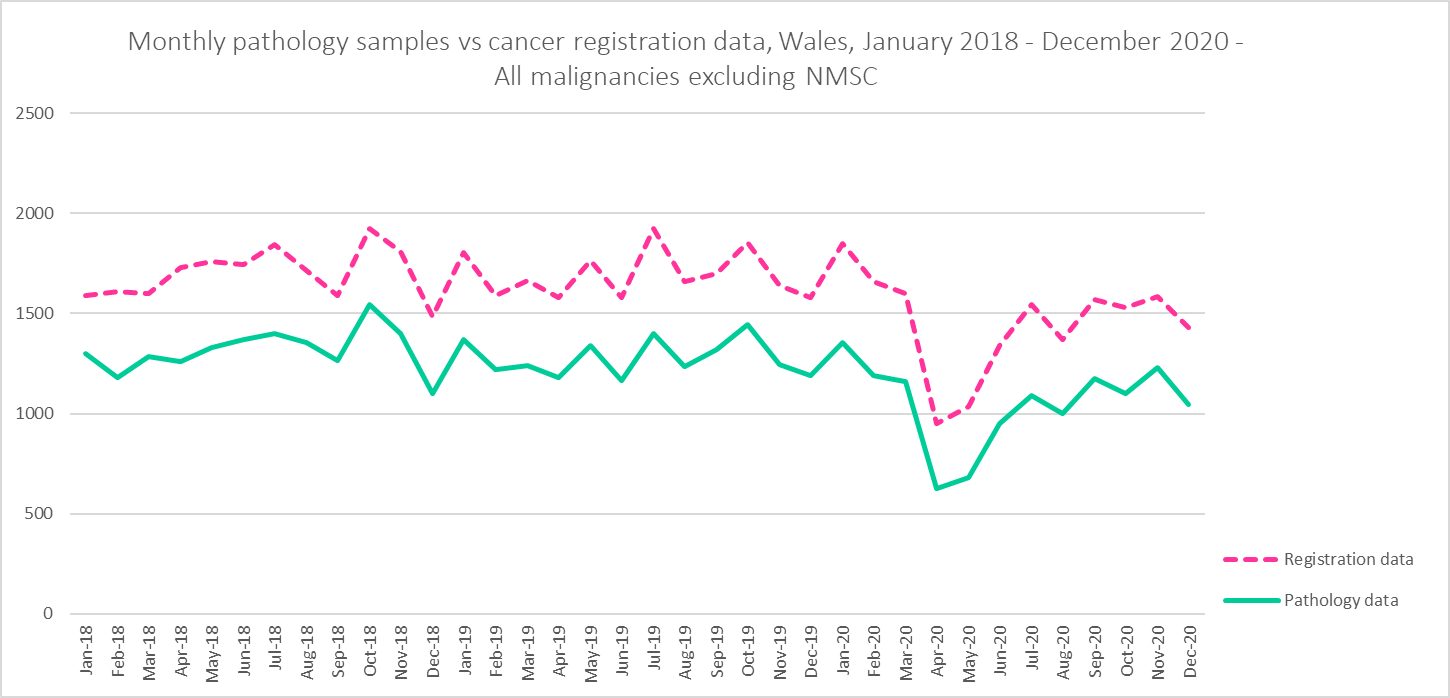 Monthly pathology samples vs cancer registration data, Wales, January 2018 - December 2020 -
All malignancies excluding NMSC
2500
2000
1500
1000
500
0
Jan-18
Feb-18
Mar-18
Apr-18
May-18
Jun-18
Jul-18
Aug-18
Sep-18
Oct-18
Nov-18
Dec-18
Jan-19
Feb-19
Mar-19
Apr-19
May-19
Jun-19
Jul-19
Aug-19
Sep-19
Oct-19
Nov-19
Dec-19
Jan-20
Feb-20
Mar-20
Apr-20
May-20
Jun-20
Jul-20
Aug-20
Sep-20
Oct-20
Nov-20
Dec-20
Registration data
Pathology data